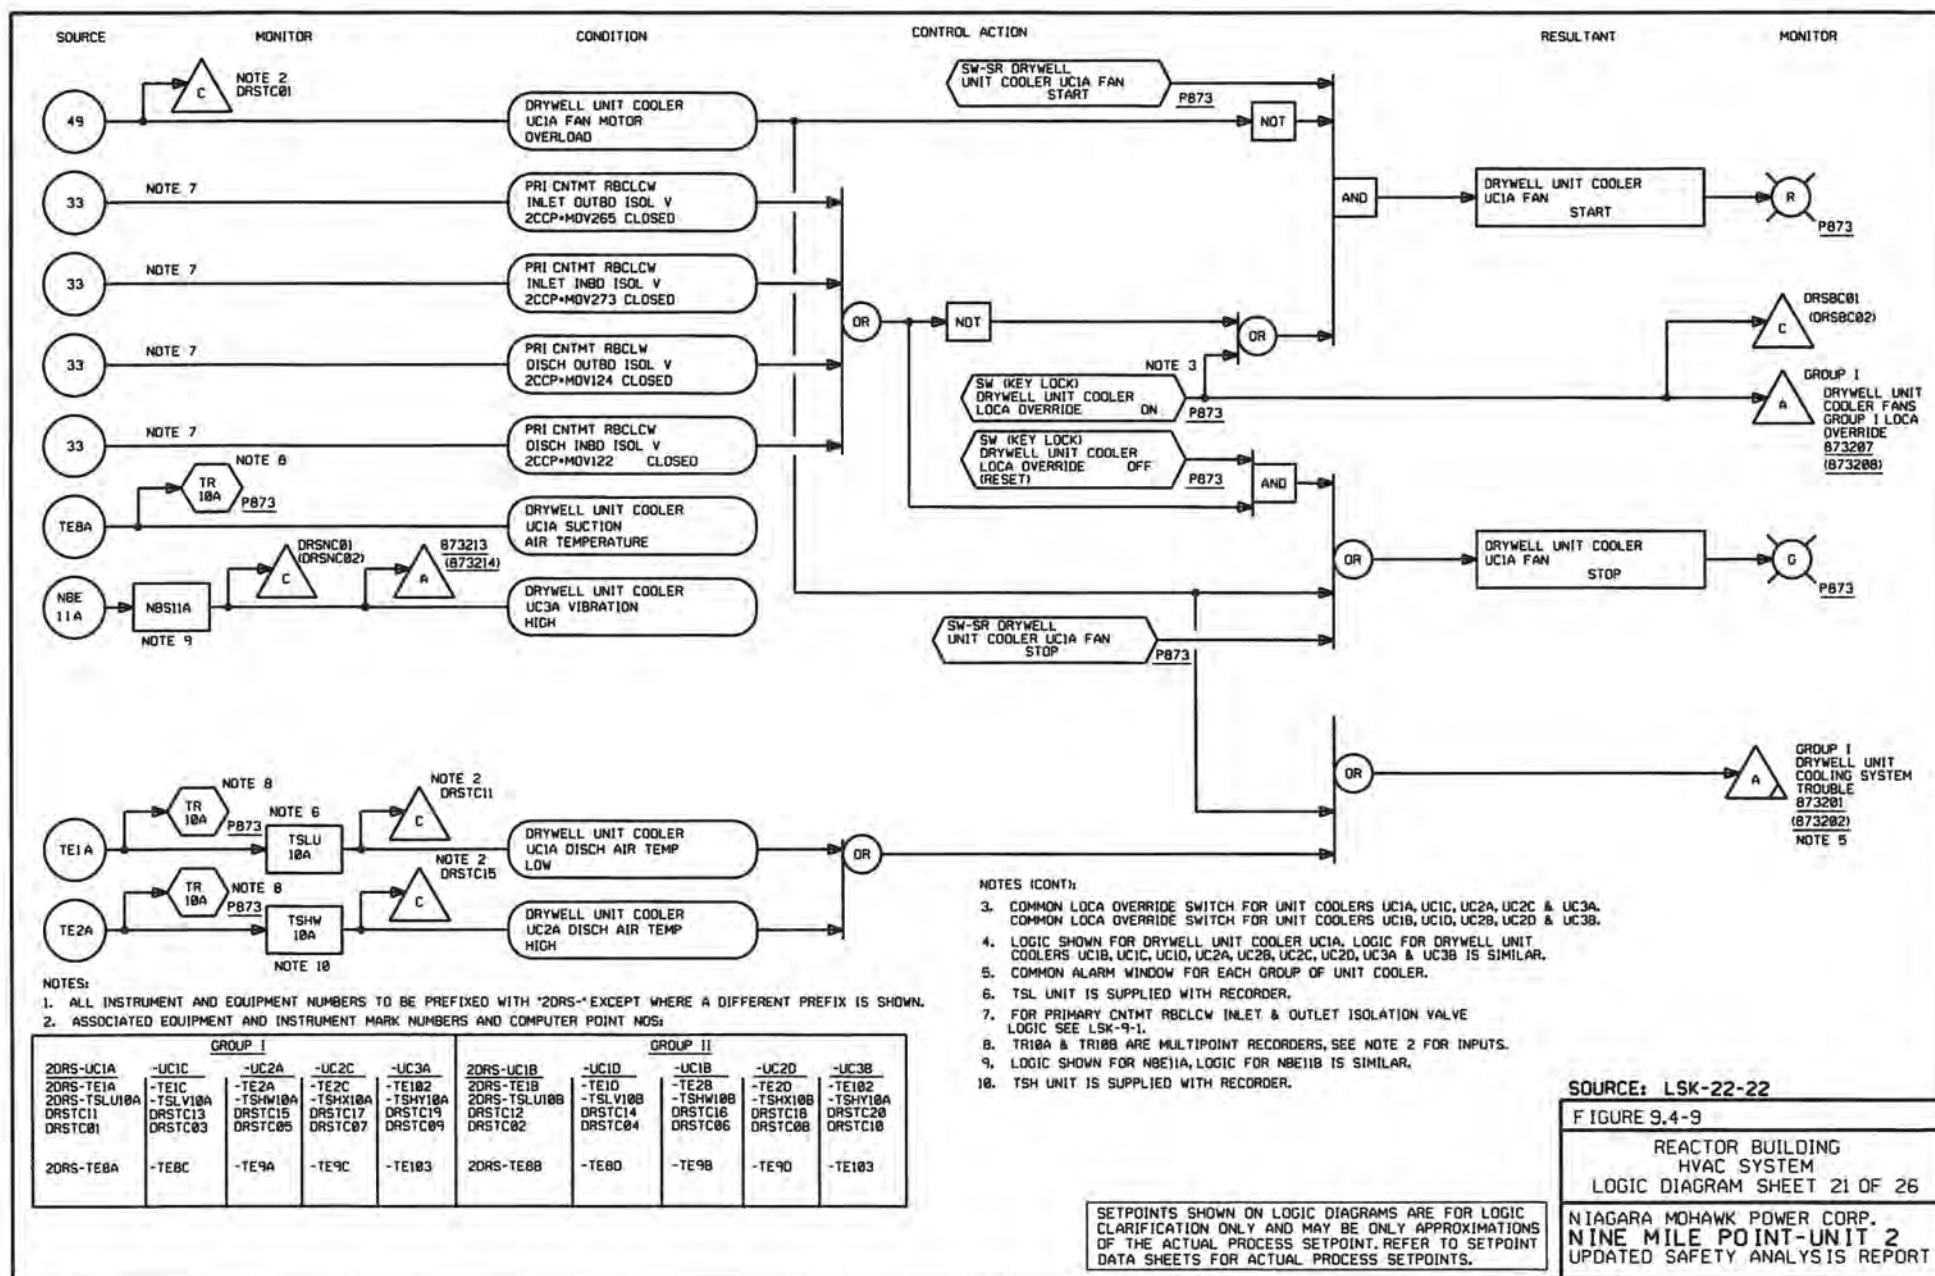 SOURCE MONITOR CONDITION CONTROL ACTION RESULTANT MONITOR
49
C
NOTE 2
DRSTC01
DRYWELL UNIT COOLER
UC1A FAN MOTOR
OVERLOAD
SW-SR DRYWELL
UNIT COOLER UC1A FAN
START
P873
NOT
33
NOTE 7
PRI CNTMT RBCLCW
INLET OUTBD ISOL V
2CCP*MOV265 CLOSED
AND
DRYWELL UNIT COOLER
UC1A FAN
START
R
P873
33
NOTE 7
PRI CNTMT RBCLCW
INLET INBD ISOL V
2CCP*MOV273 CLOSED
OR
NOT
OR
C
DRSBC01
(DRSBC02)
33
NOTE 7
PRI CNTMT RBCLW
DISCH OUTBD ISOL V
2CCP*MOV124 CLOSED
NOTE 3
SW (KEY LOCK)
DRYWELL UNIT COOLER
LOCA OVERRIDE ON
P873
A
GROUP I
DRYWELL UNIT
COOLER FANS
GROUP I LOCA
OVERRIDE
873207
(873208)
33
NOTE 7
PRI CNTMT RBCLCW
DISCH INBD ISOL V
2CCP*MOV122 CLOSED
SW (KEY LOCK)
DRYWELL UNIT COOLER
LOCA OVERRIDE OFF
(RESET)
P873
AND
TE8A
TR
10A
NOTE 8
P873
DRYWELL UNIT COOLER
UC1A SUCTION
AIR TEMPERATURE
OR
DRYWELL UNIT COOLER
UC1A FAN
STOP
G
P873
NBE
11A
NBS11A
NOTE 9
C
DRSNC01
(DRSNC02)
A
873213
(873214)
DRYWELL UNIT COOLER
UC3A VIBRATION
HIGH
SW-SR DRYWELL
UNIT COOLER UC1A FAN
STOP
P873
OR
A
GROUP I
DRYWELL UNIT
COOLING SYSTEM
TROUBLE
873201
(873202)
NOTE 5
TE1A
TR
10A
NOTE 8
P873
NOTE 6
TSLU
10A
NOTE 2
DRSTC11
C
DRYWELL UNIT COOLER
UC1A DISCH AIR TEMP
LOW
OR
TE2A
TR
10A
NOTE 8
P873
TSHW
10A
NOTE 10
NOTE 2
DRSTC15
C
DRYWELL UNIT COOLER
UC2A DISCH AIR TEMP
HIGH
NOTES:
1. ALL INSTRUMENT AND EQUIPMENT NUMBERS TO BE PREFIXED WITH "2DRS-" EXCEPT WHERE A DIFFERENT PREFIX IS SHOWN.
2. ASSOCIATED EQUIPMENT AND INSTRUMENT MARK NUMBERS AND COMPUTER POINT NOS:
GROUP I GROUP II
2DRS-UC1A -UC1C -UC2A -UC2C -UC3A 2DRS-UC1B -UC1D -UC1B -UC2D -UC3B
2DRS-TE1A -TE1C -TE2A -TE2C -TE102 2DRS-TE1B -TE1D -TE2B -TE2D -TE102
2DRS-TSLU10A -TSLV10A -TSHW10A -TSHX10A -TSHY10A 2DRS-TSLU10B -TSLV10B -TSHW10B -TSHX10B -TSHY10A
DRSTC11 DRSTC13 DRSTC15 DRSTC17 DRSTC19 DRSTC12 DRSTC14 DRSTC16 DRSTC18 DRSTC20
DRSTC01 DRSTC03 DRSTC05 DRSTC07 DRSTC09 DRSTC02 DRSTC04 DRSTC06 DRSTC08 DRSTC10
2DRS-TE8A -TE8C -TE9A -TE9C -TE103 2DRS-TE8B -TE8D -TE9B -TE9D -TE103
NOTES (CONT):
3. COMMON LOCA OVERRIDE SWITCH FOR UNIT COOLERS UC1A, UC1C, UC2A, UC2C & UC3A.
COMMON LOCA OVERRIDE SWITCH FOR UNIT COOLERS UC1B, UC1D, UC2B, UC2D & UC3B.
4. LOGIC SHOWN FOR DRYWELL UNIT COOLER UC1A. LOGIC FOR DRYWELL UNIT
COOLERS UC1B, UC1C, UC1D, UC2A, UC2B, UC2C, UC2D, UC3A & UC3B IS SIMILAR.
5. COMMON ALARM WINDOW FOR EACH GROUP OF UNIT COOLER.
6. TSL UNIT IS SUPPLIED WITH RECORDER.
7. FOR PRIMARY CNTMT RBCLCW INLET & OUTLET ISOLATION VALVE
LOGIC SEE LSK-9-1.
8. TR10A & TR10B ARE MULTIPOINT RECORDERS, SEE NOTE 2 FOR INPUTS.
9. LOGIC SHOWN FOR NBE11A, LOGIC FOR NBE11B IS SIMILAR.
10. TSH UNIT IS SUPPLIED WITH RECORDER.
SETPOINTS SHOWN ON LOGIC DIAGRAMS ARE FOR LOGIC
CLARIFICATION ONLY AND MAY BE ONLY APPROXIMATIONS
OF THE ACTUAL PROCESS SETPOINT. REFER TO SETPOINT
DATA SHEETS FOR ACTUAL PROCESS SETPOINTS.
SOURCE: LSK-22-22
FIGURE 9.4-9
REACTOR BUILDING
HVAC SYSTEM
LOGIC DIAGRAM SHEET 21 OF 26
NIAGARA MOHAWK POWER CORP.
NINE MILE POINT-UNIT 2
UPDATED SAFETY ANALYSIS REPORT